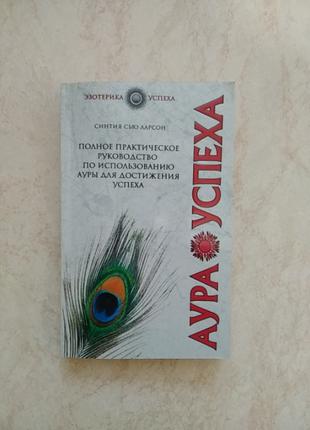 ЭЗОТЕРИКА УСПЕХА
СИНТИЯ СЬЮ ЛАРСОН
ПОЛНОЕ ПРАКТИЧЕСКОЕ
РУКОВОДСТВО
ПО ИСПОЛЬЗОВАНИЮ
АУРЫ ДЛЯ ДОСТИЖЕНИЯ
УСПЕХА
АУРА УСПЕХА